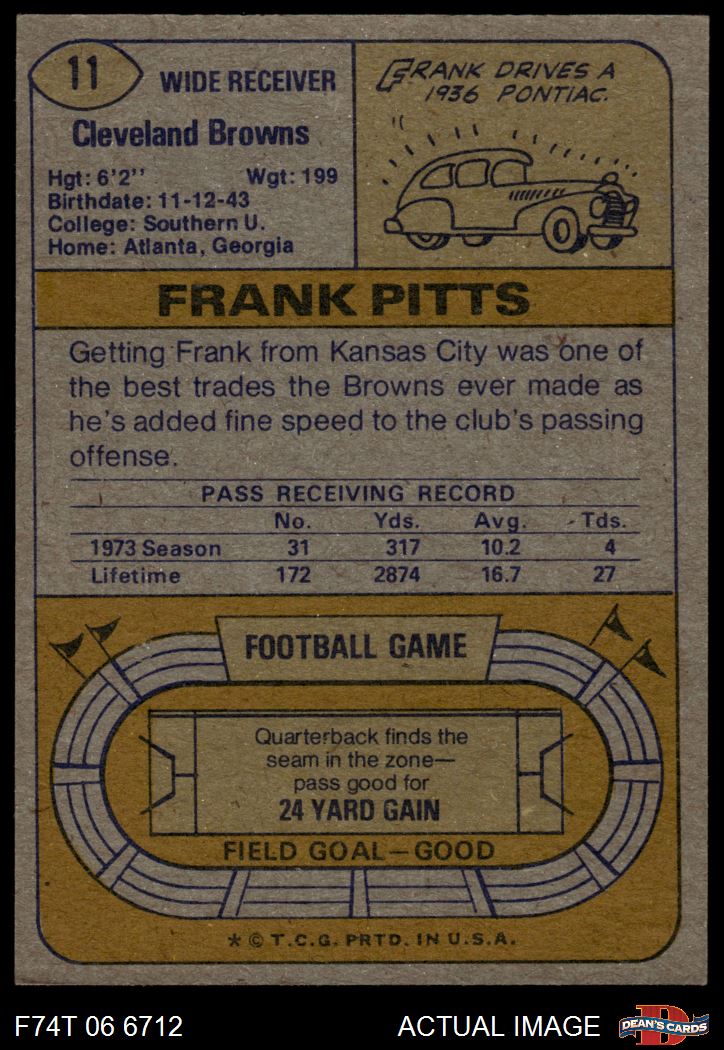 11
WIDE RECEIVER
Cleveland Browns
Hgt: 6'2'' Wgt: 199
Birthdate: 11-12-43
College: Southern U.
Home: Atlanta, Georgia
FRANK DRIVES A
1936 PONTIAC.
FRANK PITTS
Getting Frank from Kansas City was one of
the best trades the Browns ever made as
he's added fine speed to the club's passing
offense.
PASS RECEIVING RECORD
No. Yds. Avg. Tds.
1973 Season 31 317 10.2 4
Lifetime 172 2874 16.7 27
FOOTBALL GAME
Quarterback finds the
seam in the zone—
pass good for
24 YARD GAIN
FIELD GOAL—GOOD
* © T.C.G. PRTD. IN U.S.A.
F74T 06 6712 ACTUAL IMAGE
D
DEAN'S CARDS